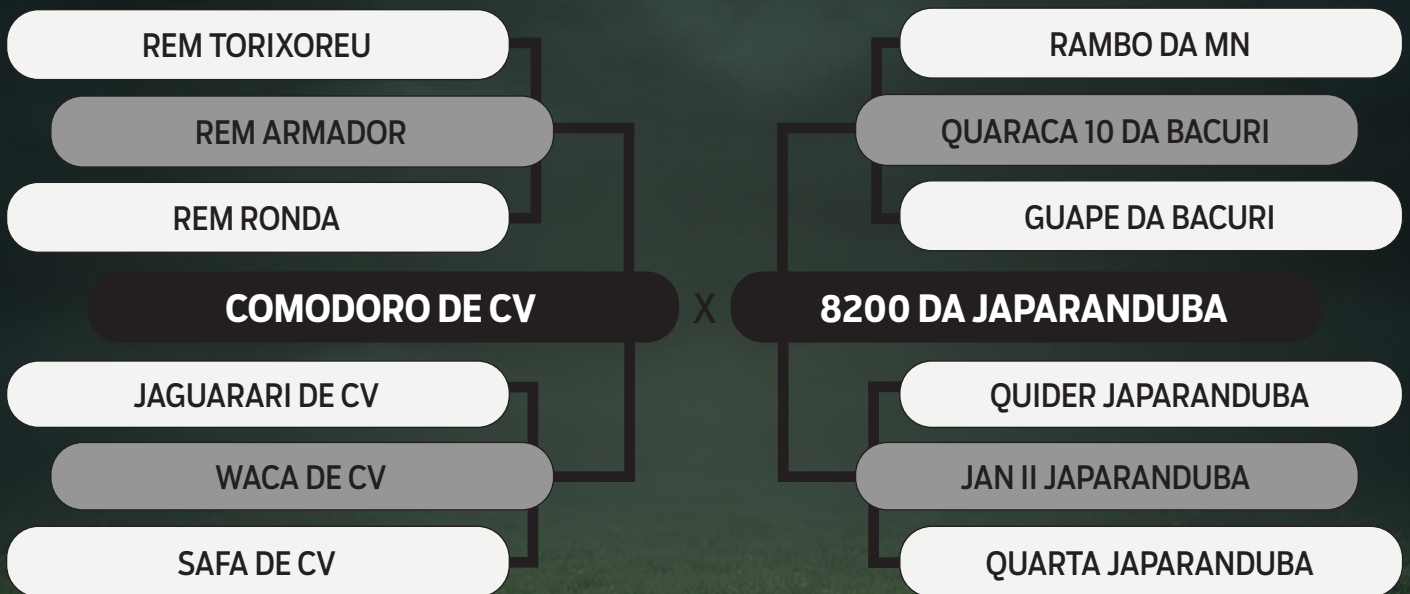 REM TORIXOREU
REM ARMADOR
REM RONDA
COMODORO DE CV
JAGUARARI DE CV
WACA DE CV
SAFA DE CV
X
RAMBO DA MN
QUARACA 10 DA BACURI
GUAPE DA BACURI
8200 DA JAPARANDUBA
QUIDER JAPARANDUBA
JAN II JAPARANDUBA
QUARTA JAPARANDUBA